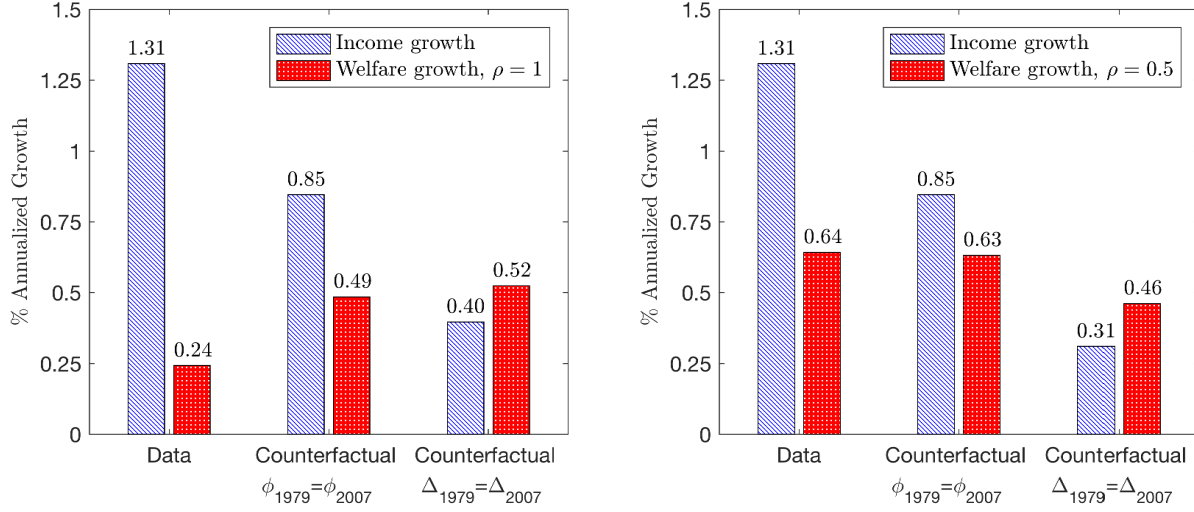 % Annualized Growth
1.5
1.25
1
0.75
0.5
0.25
0
Income growth
Welfare growth, ρ = 1
1.31
0.24
0.85
0.49
0.40
0.52
Data
Counterfactual
ϕ1979=ϕ2007
Counterfactual
Δ1979=Δ2007
% Annualized Growth
1.5
1.25
1
0.75
0.5
0.25
0
Income growth
Welfare growth, ρ = 0.5
1.31
0.64
0.85
0.63
0.31
0.46
Data
Counterfactual
ϕ1979=ϕ2007
Counterfactual
Δ1979=Δ2007